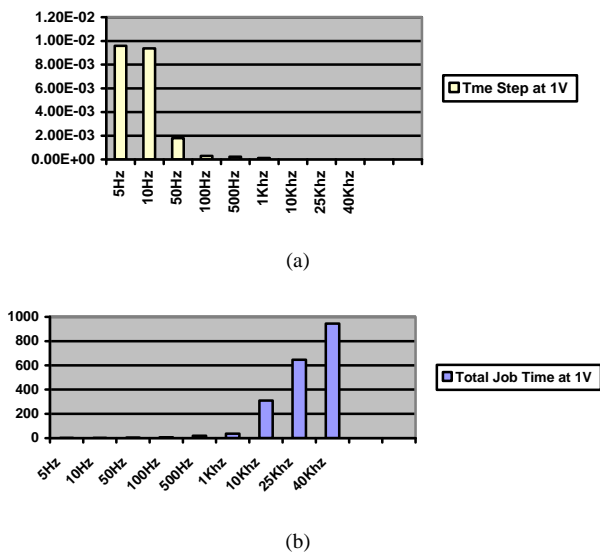 1.20E-02
1.00E-02
8.00E-03
6.00E-03
4.00E-03
2.00E-03
0.00E+00
5Hz
10Hz
50Hz
100Hz
500Hz
1Khz
10Khz
25Khz
40Khz
Tme Step at 1V
(a)
1000
800
600
400
200
0
5Hz
10Hz
50Hz
100Hz
500Hz
1Khz
10Khz
25Khz
40Khz
Total Job Time at 1V
(b)